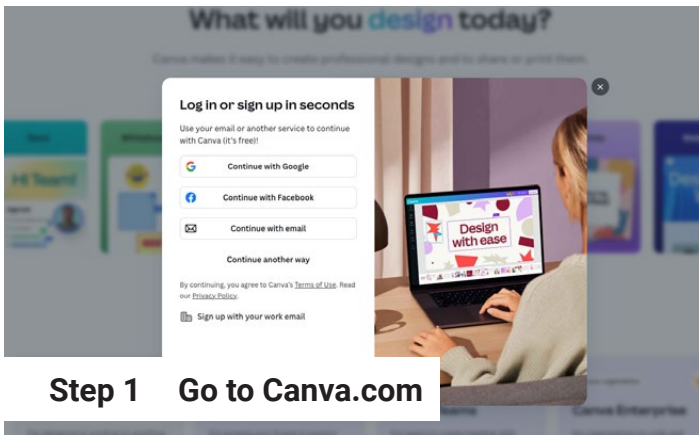 What will you design today?
Canva makes it easy to create professional designs and to share or print them.
Log in or sign up in seconds
Use your email or another service to continue
with Canva (it's free)!
Continue with Google
Continue with Facebook
Continue with email
Continue another way
By continuing, you agree to Canva's Terms of Use. Read
our Privacy Policy.
Sign up with your work email
Design
with ease
Hi Team!
Step 1 Go to Canva.com
Canva Enterprise